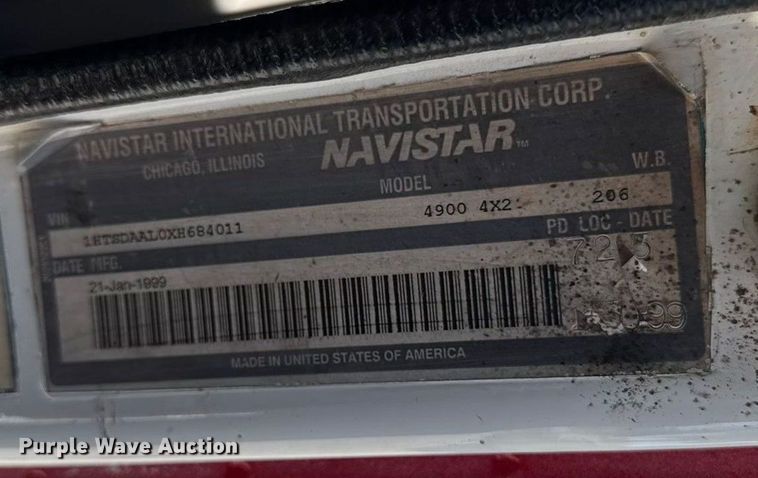 NAVISTAR INTERNATIONAL TRANSPORTATION CORP.
CHICAGO, ILLINOIS NAVISTAR™
VIN MODEL W.B.
1HTSDAAL0XH684011 4900 4X2 206
DATE MFG. PD LOC - DATE
21-Jan-1999
MADE IN UNITED STATES OF AMERICA
Purple Wave Auction